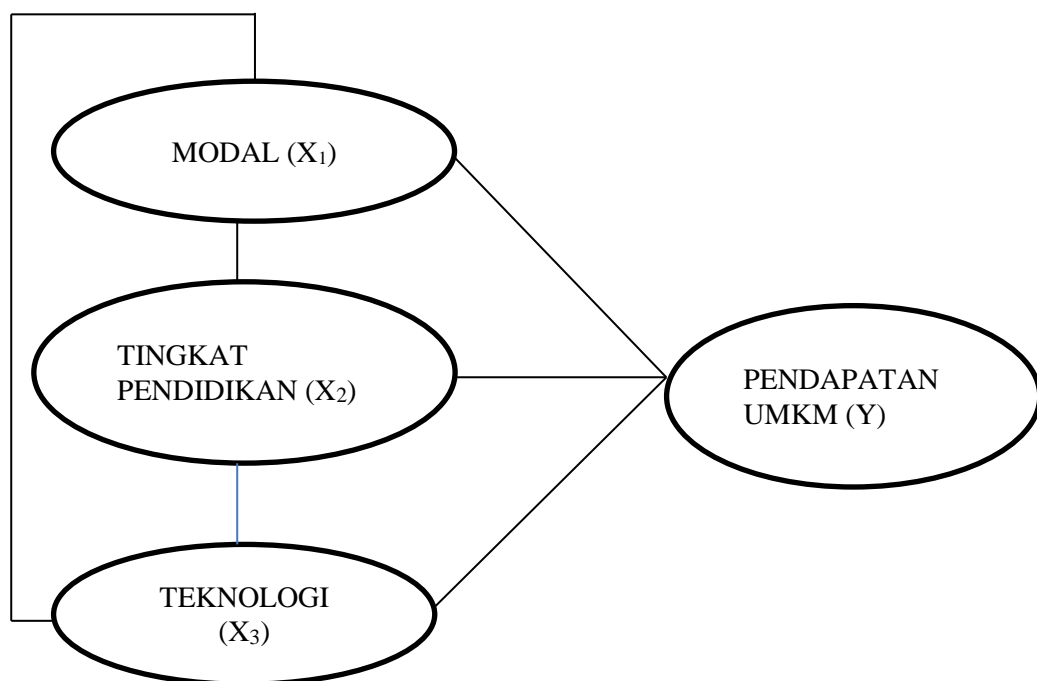 MODAL (X₁)
TINGKAT
PENDIDIKAN (X₂)
PENDAPATAN
UMKM (Y)
TEKNOLOGI
(X₃)